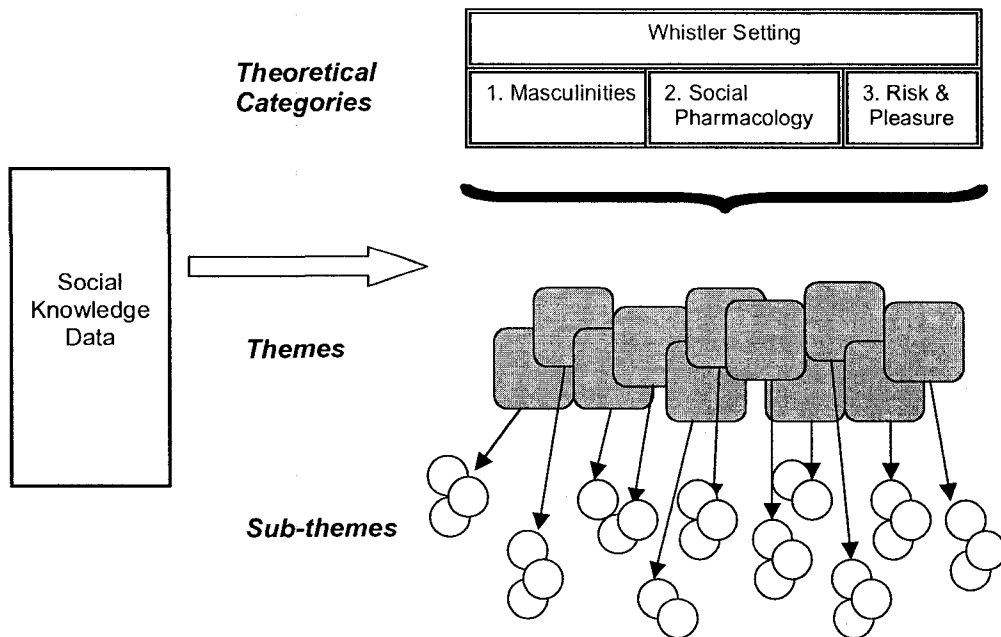 Whistler Setting
Theoretical
Categories
1. Masculinities
2. Social
Pharmacology
3. Risk &
Pleasure
Social
Knowledge
Data
Themes
Sub-themes